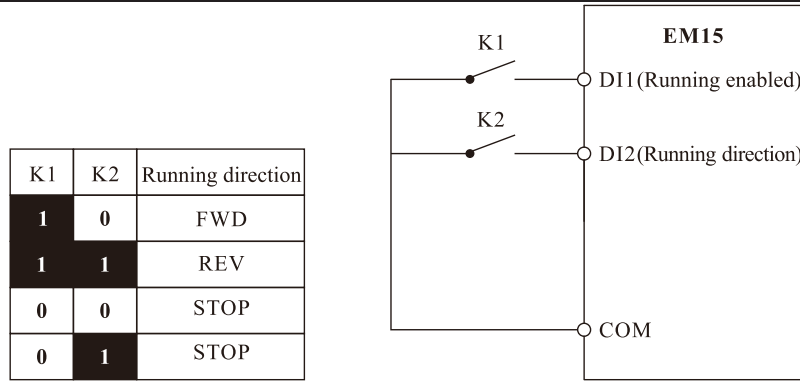 K1 K2 Running direction
1 0 FWD
1 1 REV
0 0 STOP
0 1 STOP
EM15
K1
DI1(Running enabled)
K2
DI2(Running direction)
COM